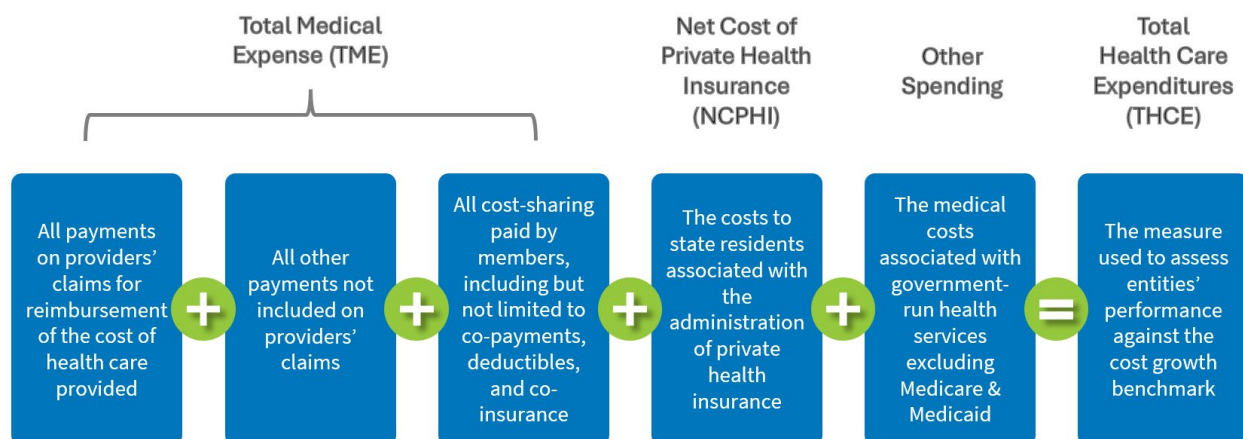 Total Medical
Expense (TME)
Net Cost of
Private Health
Insurance
(NCPHI)
Other
Spending
Total
Health Care
Expenditures
(THCE)
All payments
on providers’
claims for
reimbursement
of the cost of
health care
provided
+
All other
payments not
included on
providers’
claims
+
All cost-sharing
paid by
members,
including but
not limited to
co-payments,
deductibles,
and co-
insurance
+
The costs to
state residents
associated with
the
administration
of private
health
insurance
+
The medical
costs
associated with
government-
run health
services
excluding
Medicare &
Medicaid
=
The measure
used to assess
entities’
performance
against the
cost growth
benchmark